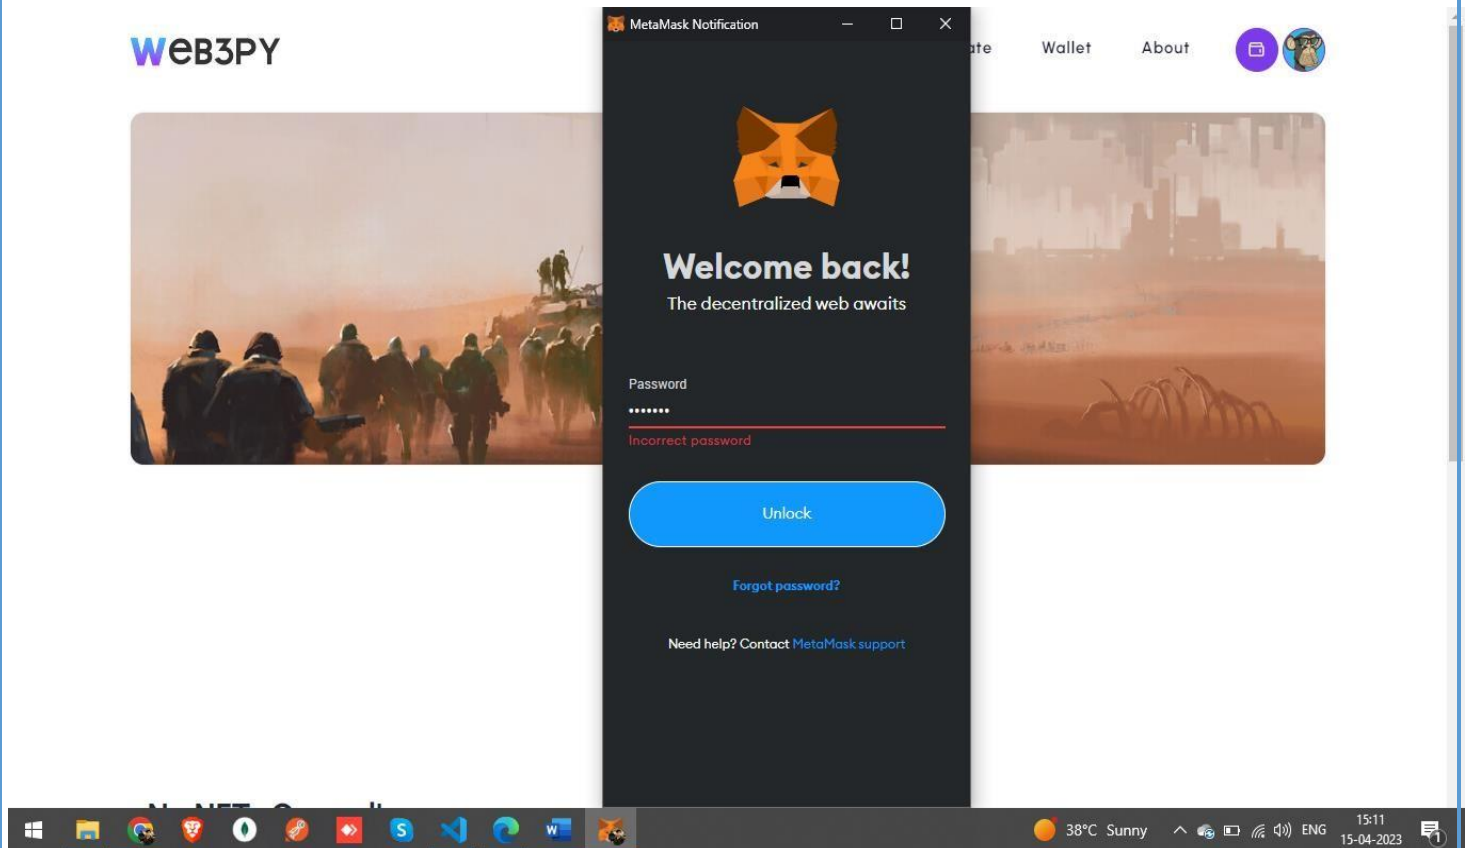 MetaMask Notification
WeB3PY
Wallet
About
Welcome back!
The decentralized web awaits
Password
•••••••
Incorrect password
Unlock
Forgot password?
Need help? Contact MetaMask support
38°C Sunny
ENG
15:11
15-04-2023
1